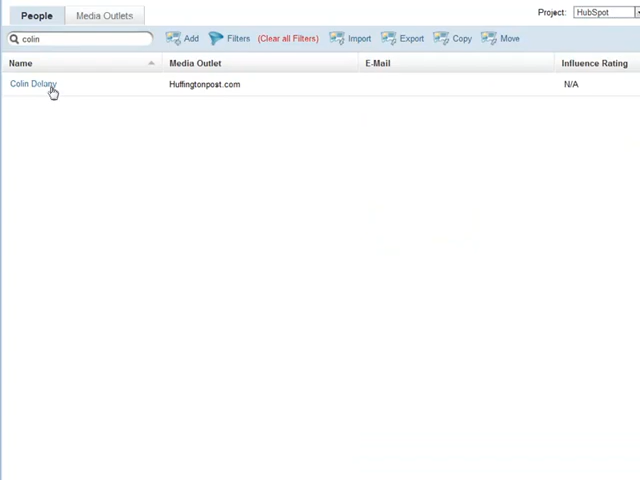 People Media Outlets Project: HubSpot
colin Add Filters (Clear all Filters) Import Export Copy Move
Name Media Outlet E-Mail Influence Rating
Colin Delany Huffingtonpost.com N/A